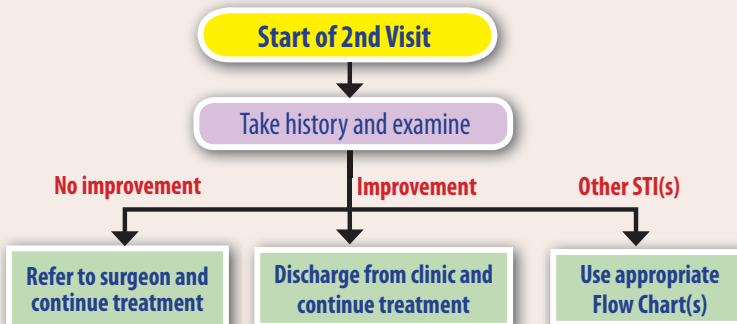 Start of 2nd Visit
Take history and examine
No improvement
Improvement
Other STI(s)
Refer to surgeon and
continue treatment
Discharge from clinic and
continue treatment
Use appropriate
Flow Chart(s)